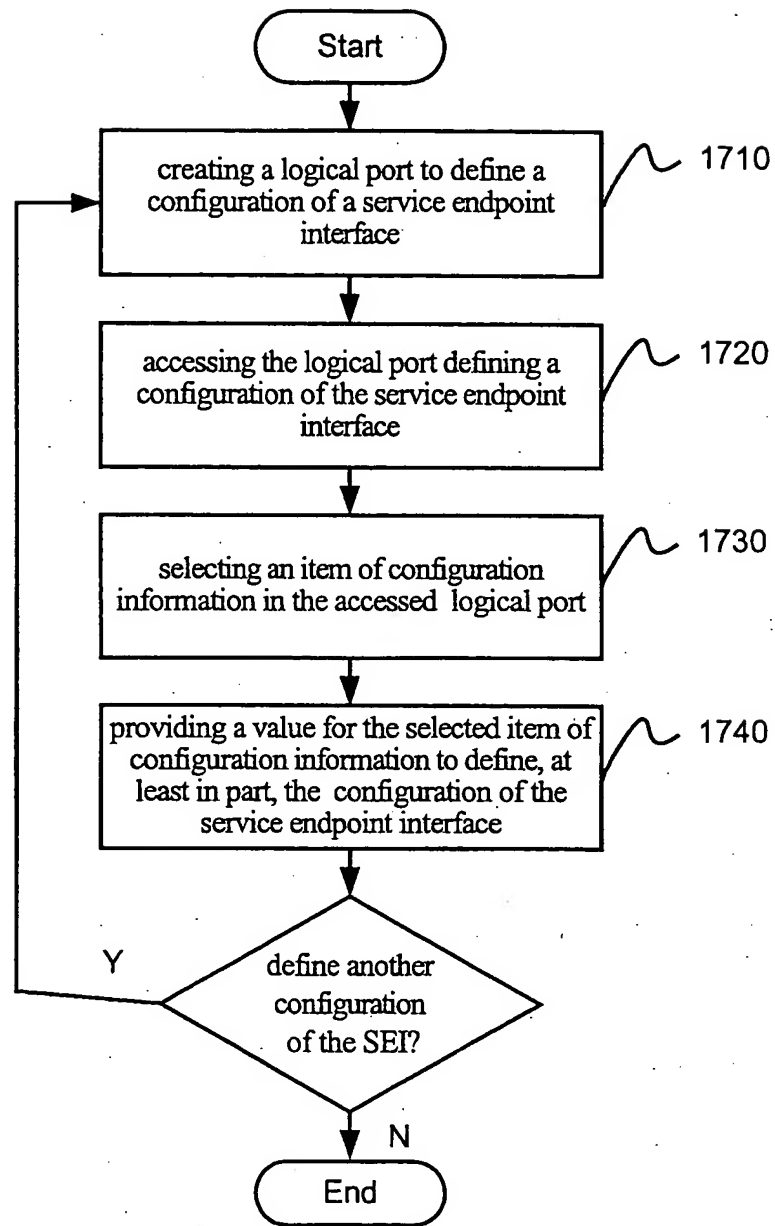 Start
creating a logical port to define a
configuration of a service endpoint
interface
1710
accessing the logical port defining a
configuration of the service endpoint
interface
1720
selecting an item of configuration
information in the accessed logical port
1730
providing a value for the selected item of
configuration information to define, at
least in part, the configuration of the
service endpoint interface
1740
define another
configuration
of the SEI?
Y
N
End